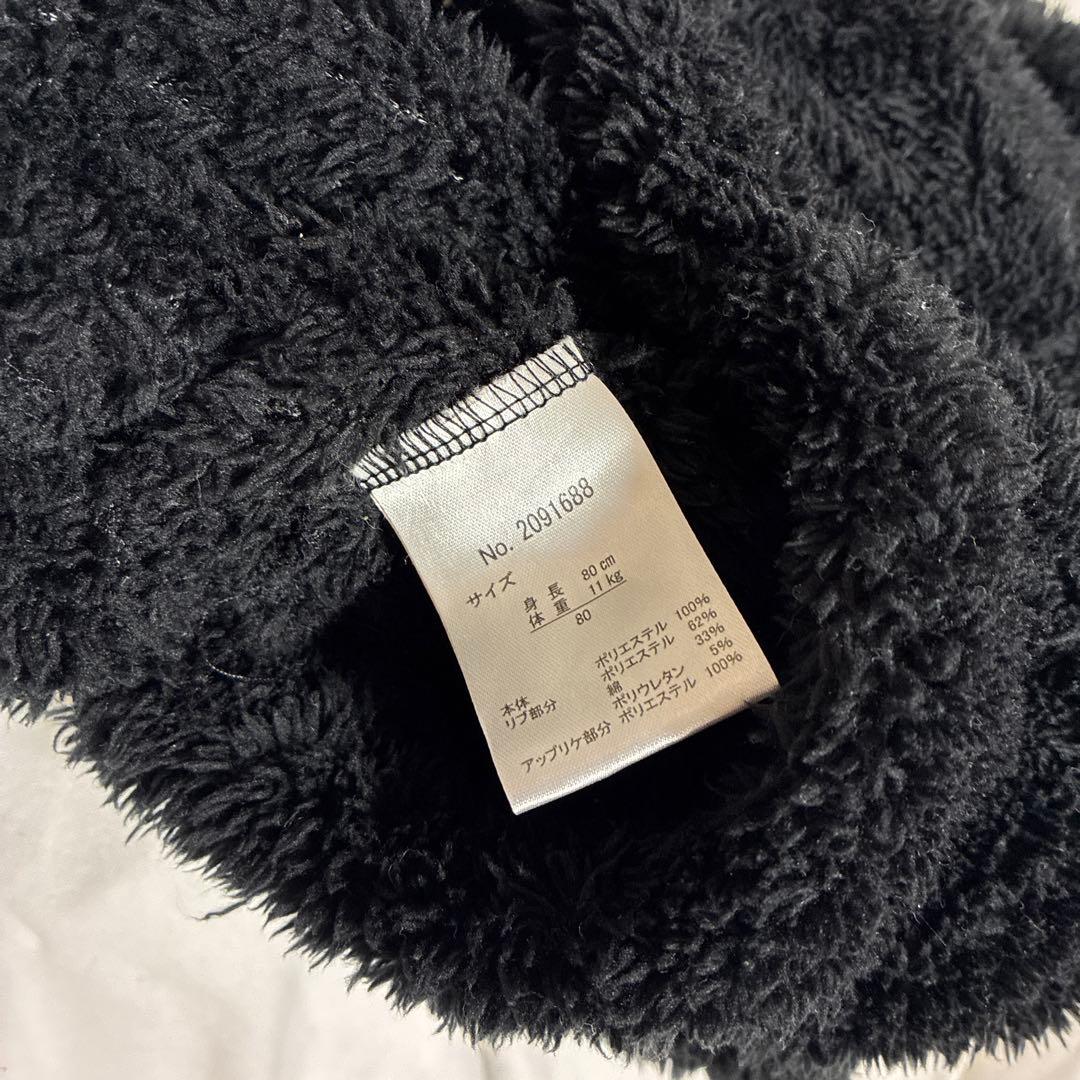 No. 2091688
サイズ
身長 80cm
体重 11kg
80
本体 ポリエステル 100%
リブ部分 ポリエステル 62%
綿 33%
ポリウレタン 5%
アップリケ部分 ポリエステル 100%